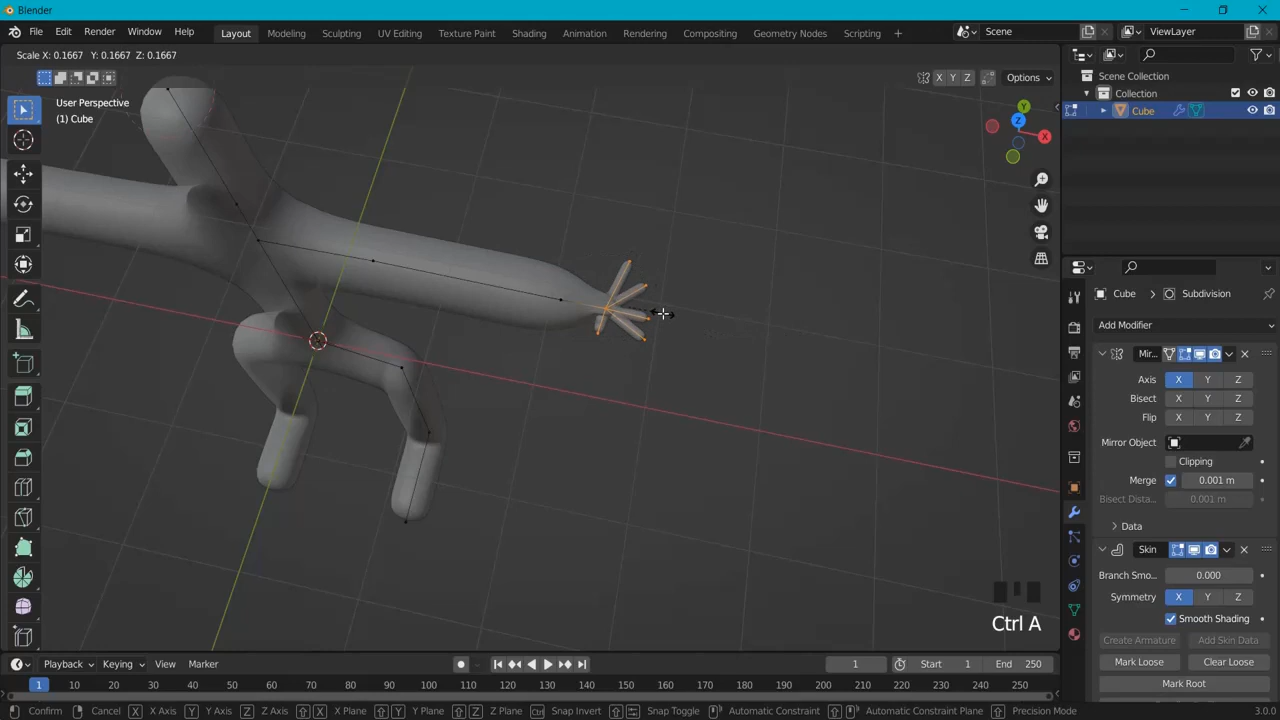 Blender
File Edit Render Window Help Layout Modeling Sculpting UV Editing Texture Paint Shading Animation Rendering Compositing Geometry Nodes Scripting + Scene ViewLayer
Scale X: 0.1667 Y: 0.1667 Z: 0.1667
X Y Z Options
User Perspective
(1) Cube
Y
Z
X
Scene Collection
Collection
Cube
Cube > Subdivision
Add Modifier
Mir...
Axis X Y Z
Bisect X Y Z
Flip X Y Z
Mirror Object
Clipping
Merge 0.001 m
Bisect Dista... 0.001 m
Data
Skin
Branch Smo... 0.000
Symmetry X Y Z
Smooth Shading
Create Armature Add Skin Data
Mark Loose Clear Loose
Mark Root
Ctrl A
Playback Keying View Marker 1 Start 1 End 250
1 10 20 30 40 50 60 70 80 90 100 110 120 130 140 150 160 170 180 190 200 210 220 230 240 250
Confirm Cancel X X Axis Y Y Axis Z Z Axis X X Plane Y Y Plane Z Z Plane Ctrl Snap Invert Snap Toggle Automatic Constraint Automatic Constraint Plane Precision Mode 3.0.0